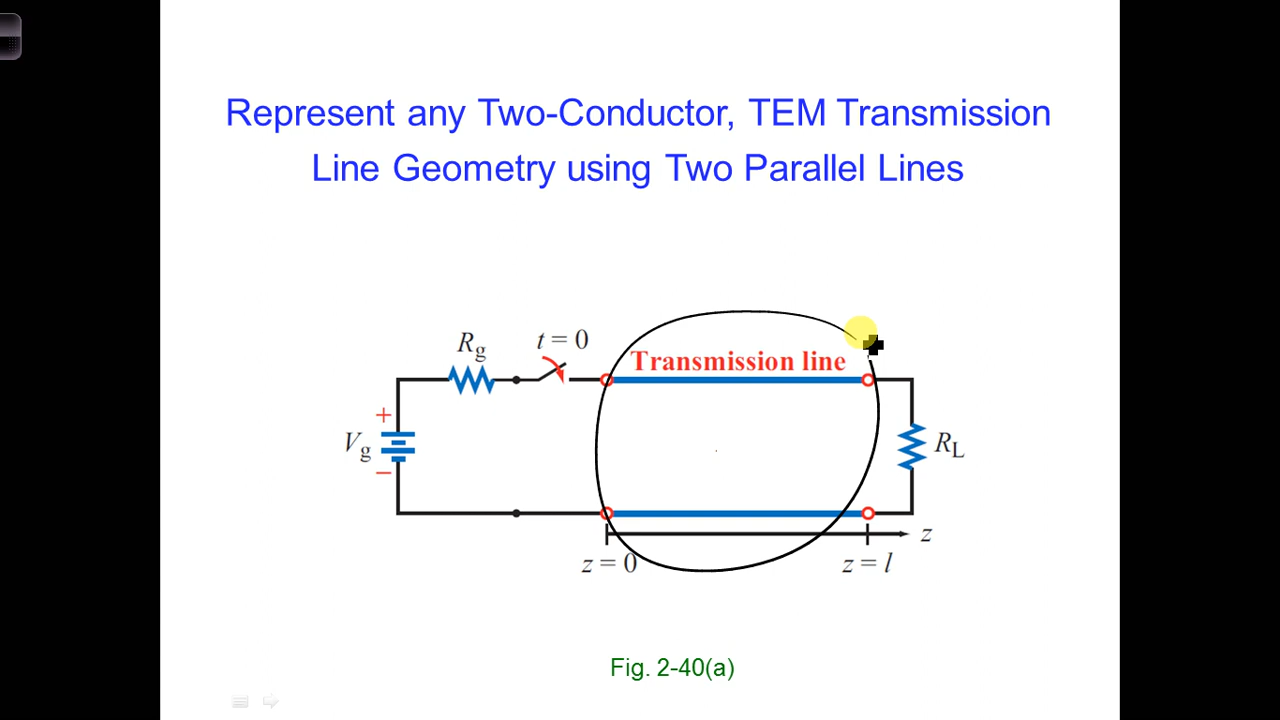 Represent any Two-Conductor, TEM Transmission
Line Geometry using Two Parallel Lines
Rg
t = 0
Transmission line
+
Vg
−
RL
z
z = 0
z = l
Fig. 2-40(a)